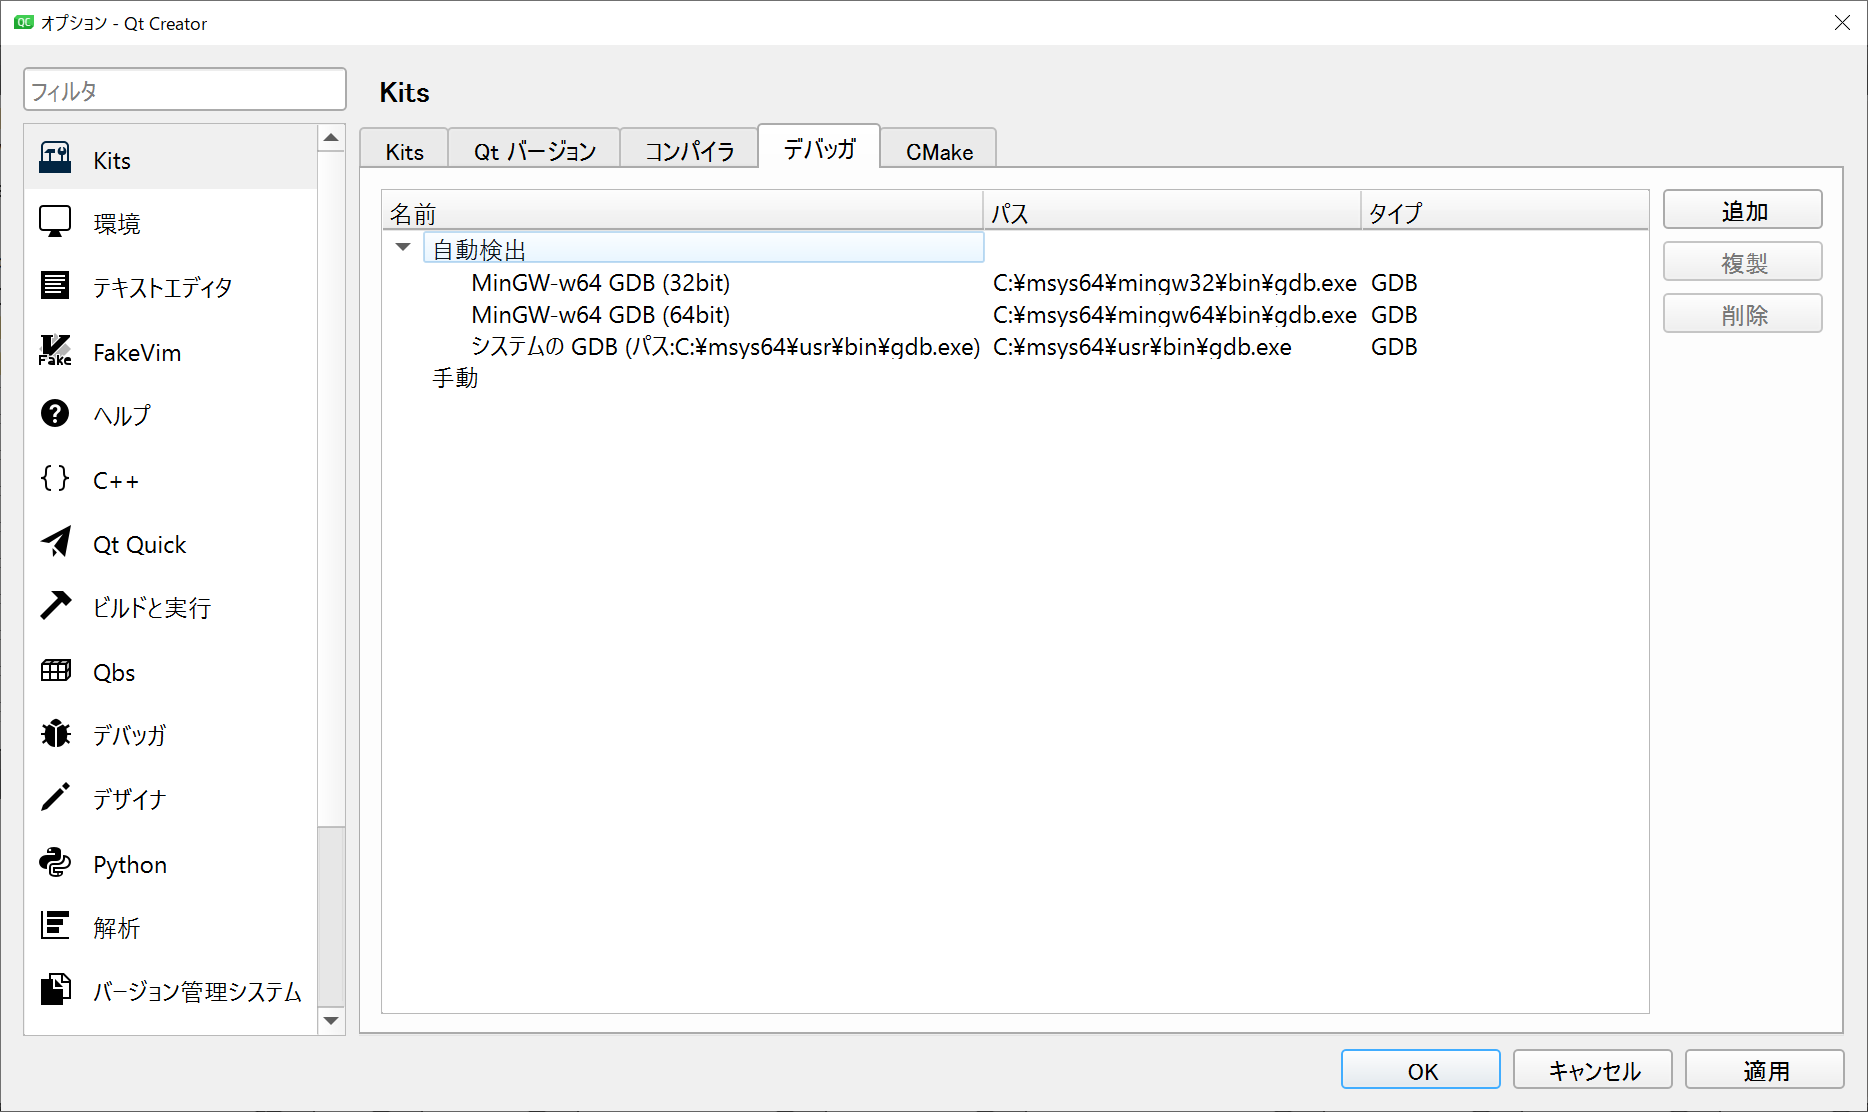 オプション - Qt Creator
フィルタ
Kits
環境
テキストエディタ
Fake
FakeVim
ヘルプ
C++
Qt Quick
ビルドと実行
Qbs
デバッガ
デザイナ
Python
解析
バージョン管理システム
Kits
Kits Qt バージョン コンパイラ デバッガ CMake
名前 パス タイプ
自動検出
MinGW-w64 GDB (32bit) C:¥msys64¥mingw32¥bin¥gdb.exe GDB
MinGW-w64 GDB (64bit) C:¥msys64¥mingw64¥bin¥gdb.exe GDB
システムの GDB (パス:C:¥msys64¥usr¥bin¥gdb.exe) C:¥msys64¥usr¥bin¥gdb.exe GDB
手動
追加
複製
削除
OK キャンセル 適用